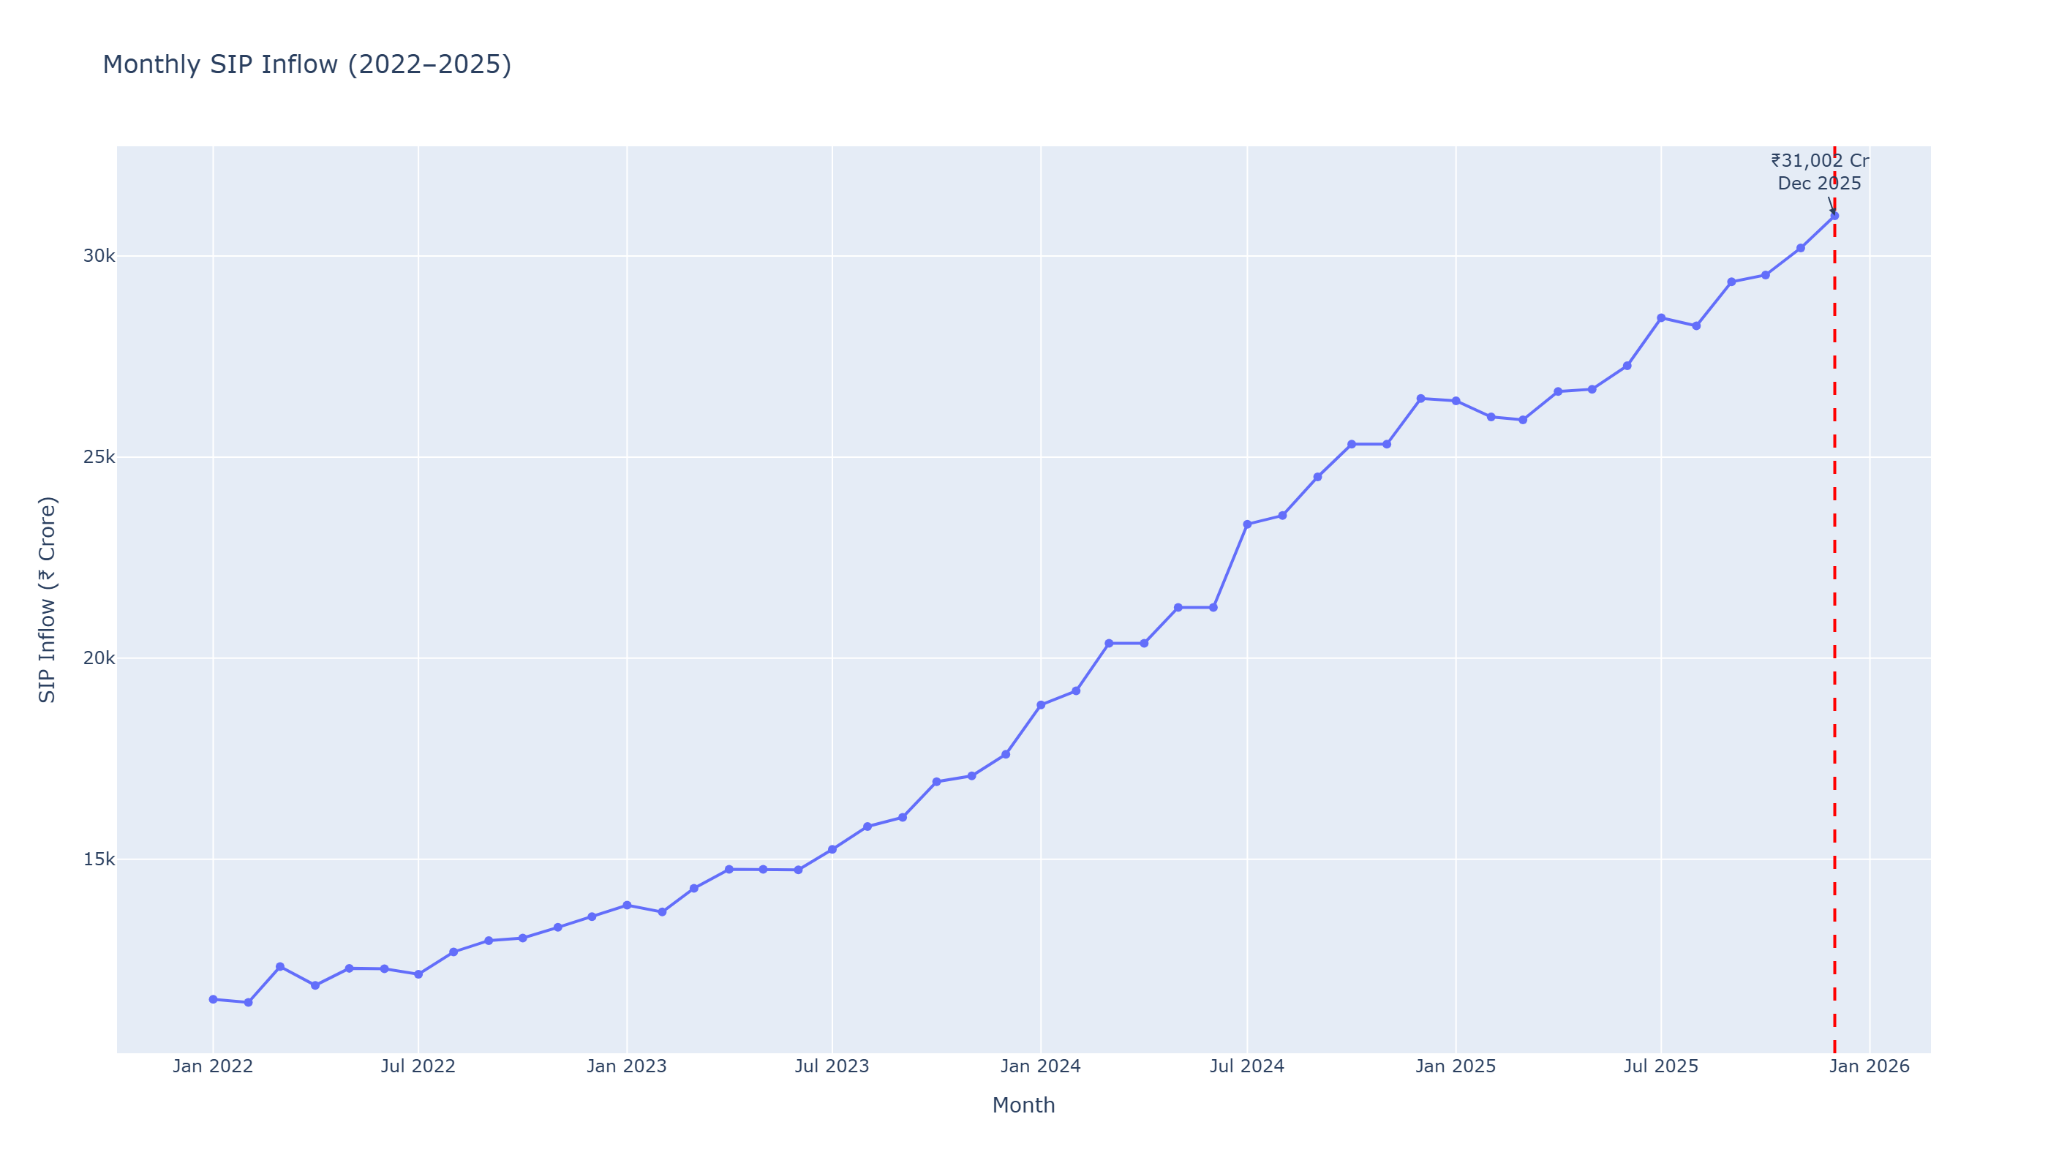 Monthly SIP Inflow (2022–2025)
₹31,002 Cr
Dec 2025
30k
25k
20k
15k
SIP Inflow (₹ Crore)
Jan 2022
Jul 2022
Jan 2023
Jul 2023
Jan 2024
Jul 2024
Jan 2025
Jul 2025
Jan 2026
Month